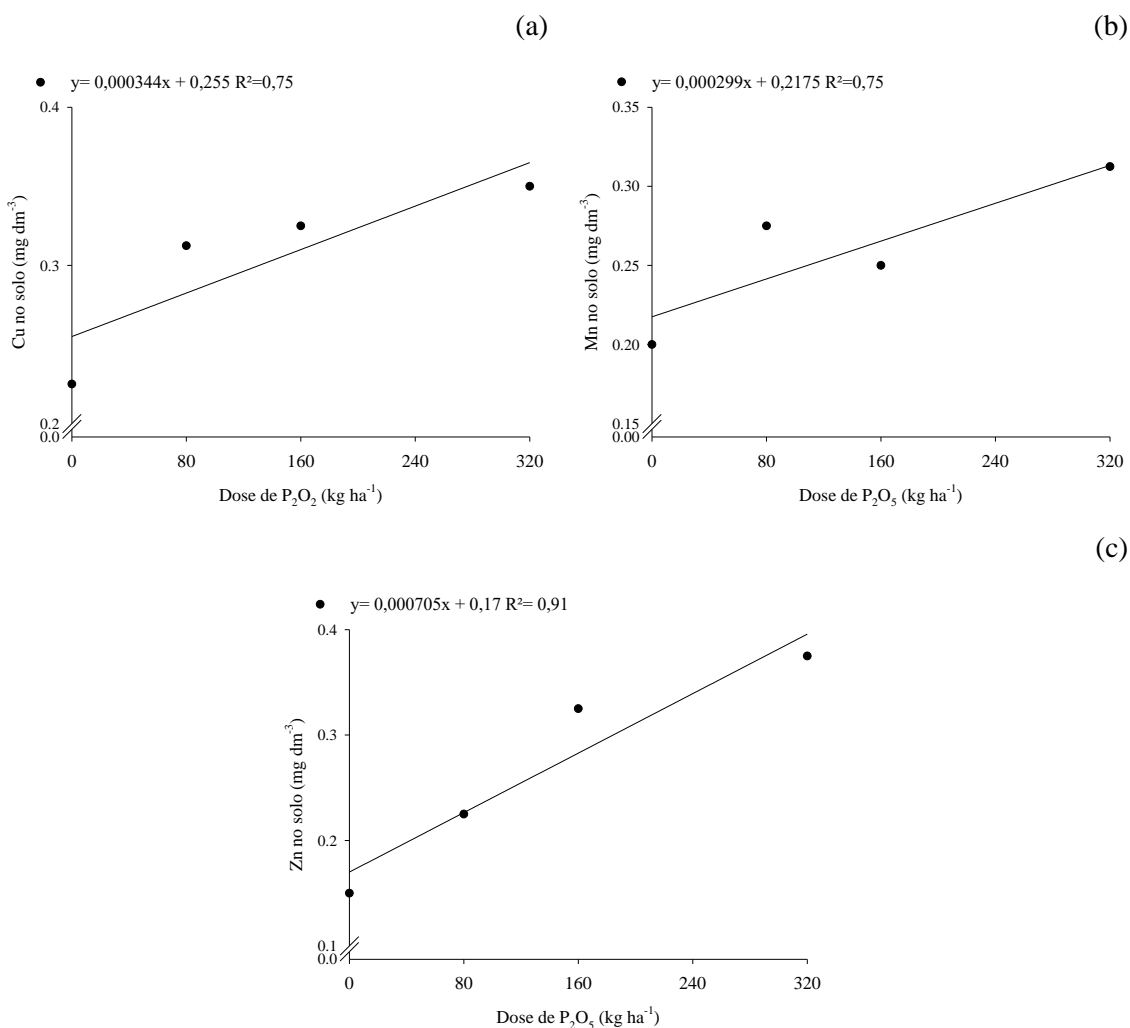 (a)
y= 0,000344x + 0,255 R²=0,75
0.4
0.3
0.2
0.0
Cu no solo (mg dm⁻³)
0 80 160 240 320
Dose de P₂O₂ (kg ha⁻¹)
(b)
y= 0,000299x + 0,2175 R²=0,75
0.35
0.30
0.25
0.20
0.15
0.00
Mn no solo (mg dm⁻³)
0 80 160 240 320
Dose de P₂O₅ (kg ha⁻¹)
(c)
y= 0,000705x + 0,17 R²= 0,91
0.4
0.3
0.2
0.1
0.0
Zn no solo (mg dm⁻³)
0 80 160 240 320
Dose de P₂O₅ (kg ha⁻¹)